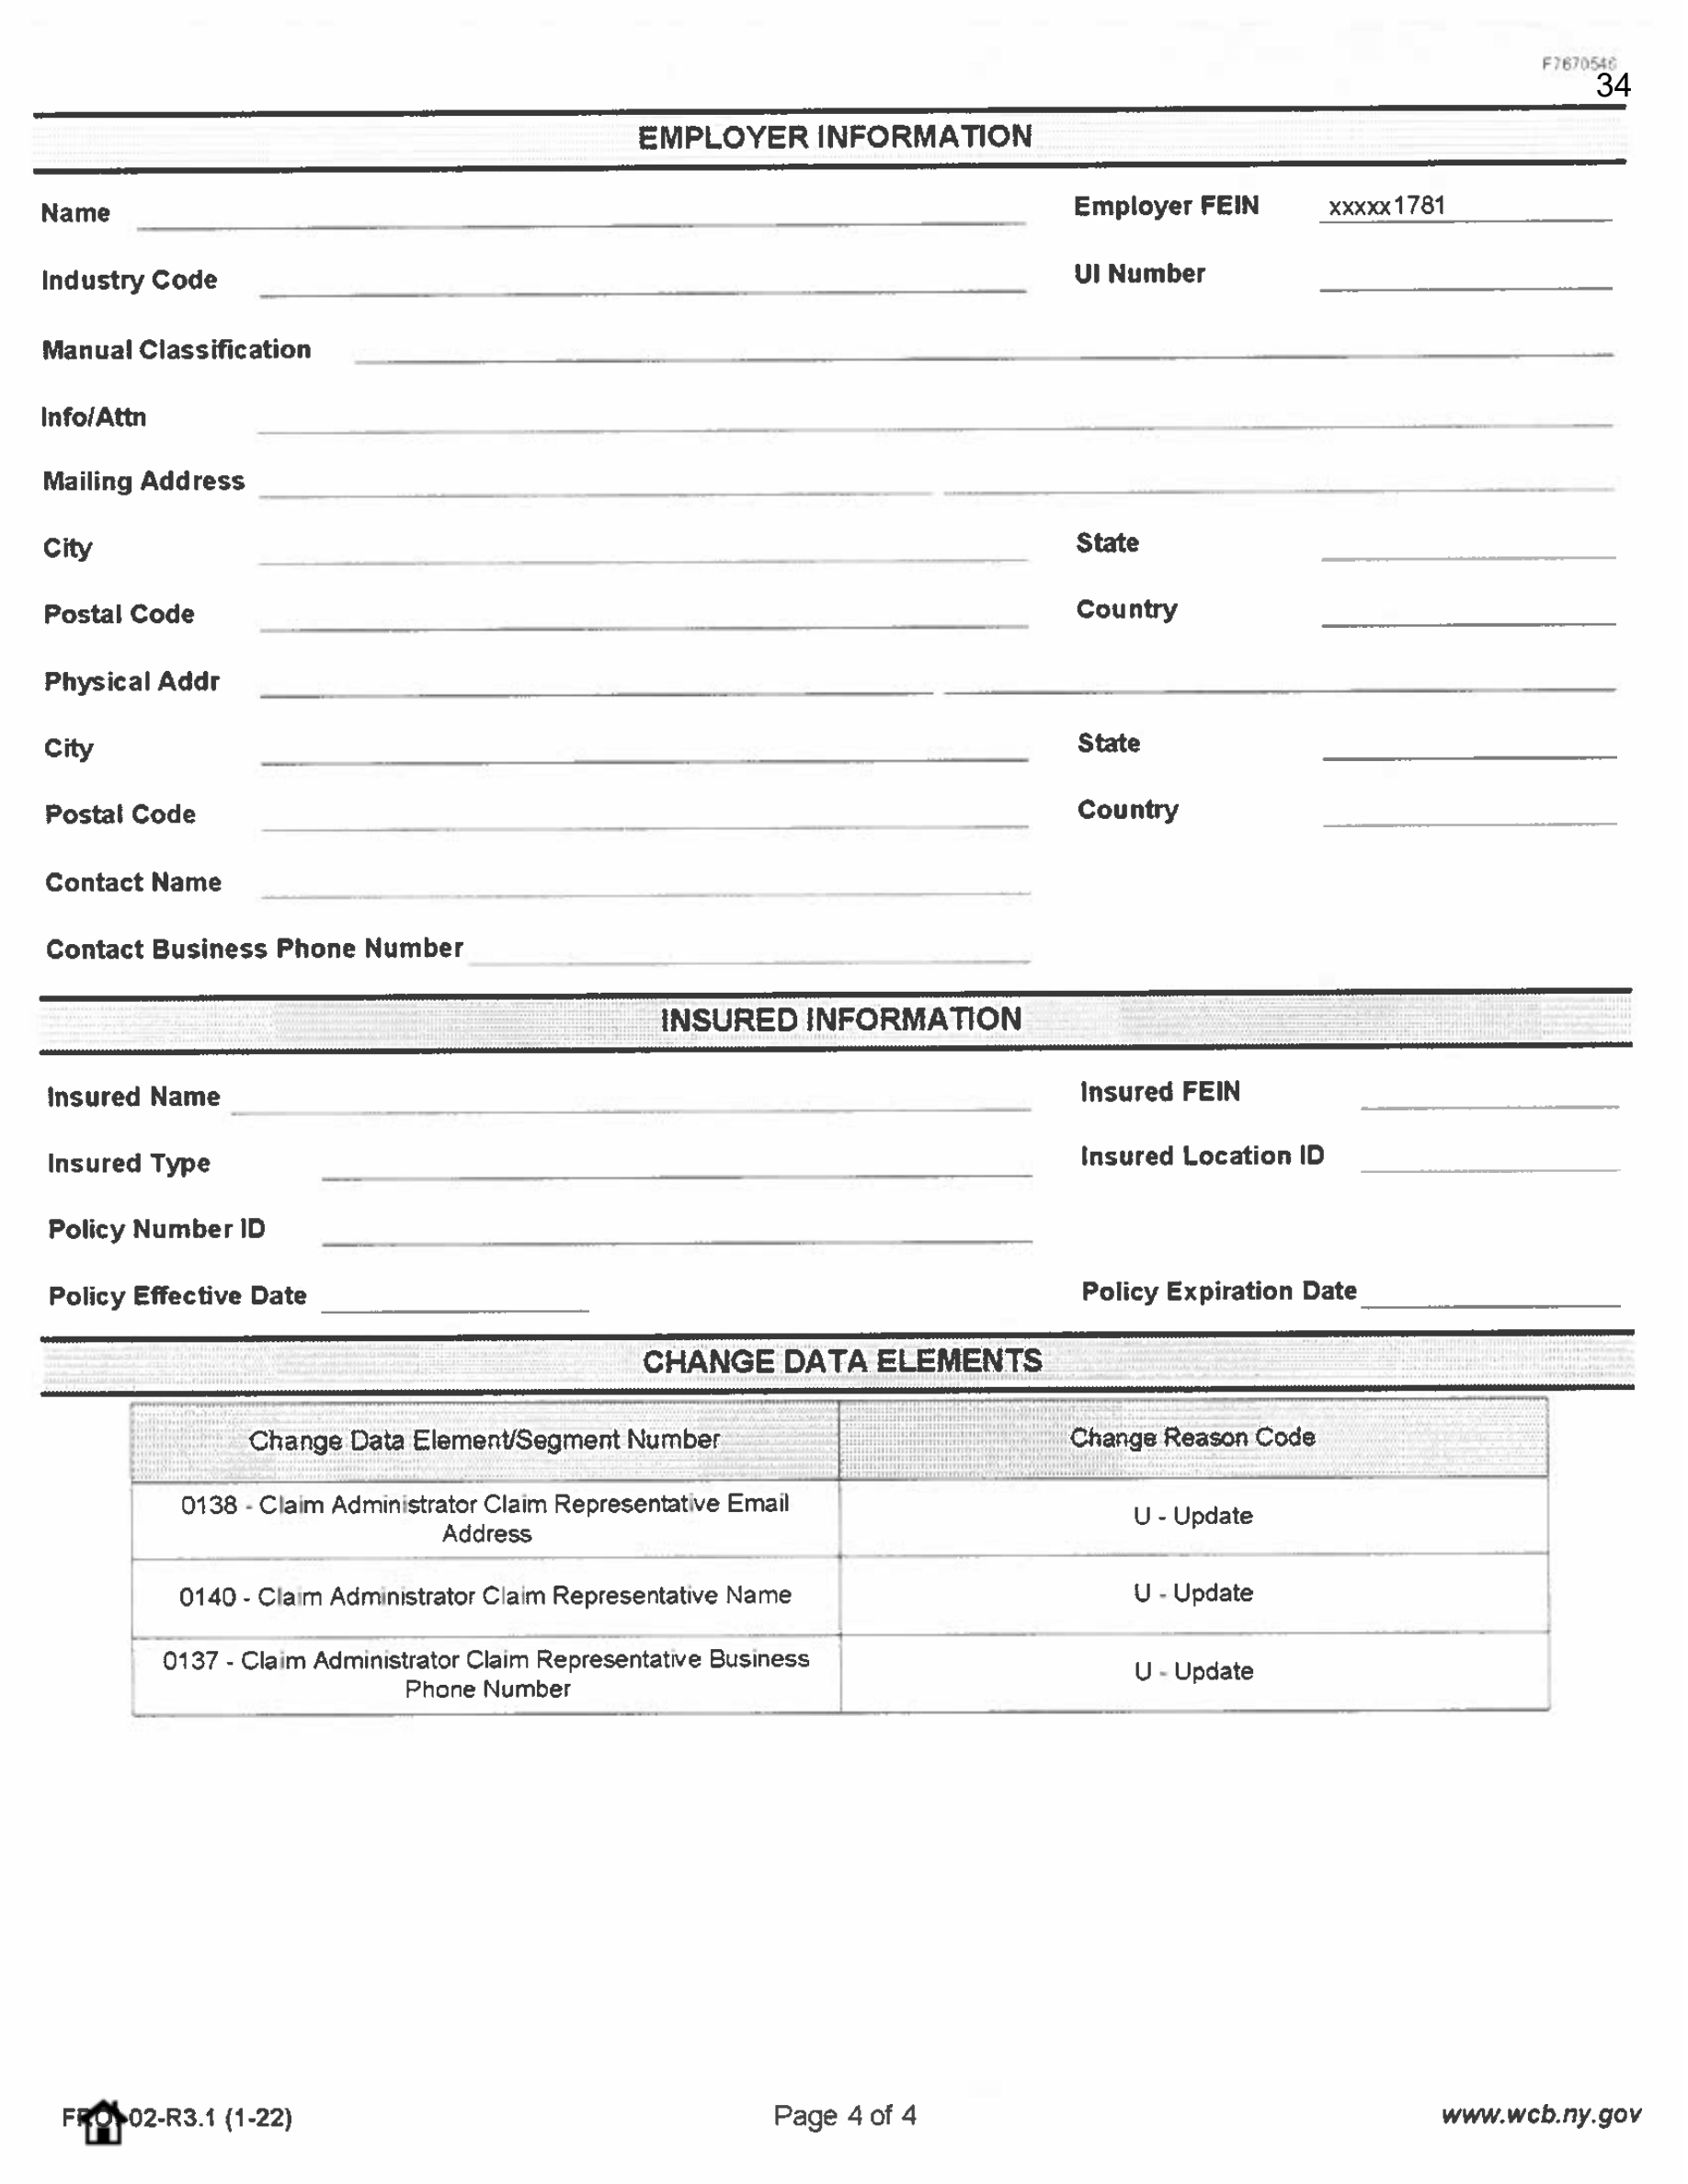 F7670546
34
EMPLOYER INFORMATION
Name Employer FEIN xxxxx1781
Industry Code UI Number
Manual Classification
Info/Attn
Mailing Address
City State
Postal Code Country
Physical Addr
City State
Postal Code Country
Contact Name
Contact Business Phone Number
INSURED INFORMATION
Insured Name Insured FEIN
Insured Type Insured Location ID
Policy Number ID
Policy Effective Date Policy Expiration Date
CHANGE DATA ELEMENTS
Change Data Element/Segment Number Change Reason Code
0138 - Claim Administrator Claim Representative Email
Address
U - Update
0140 - Claim Administrator Claim Representative Name U - Update
0137 - Claim Administrator Claim Representative Business
Phone Number
U - Update
02-R3.1 (1-22) Page 4 of 4 www.wcb.ny.gov